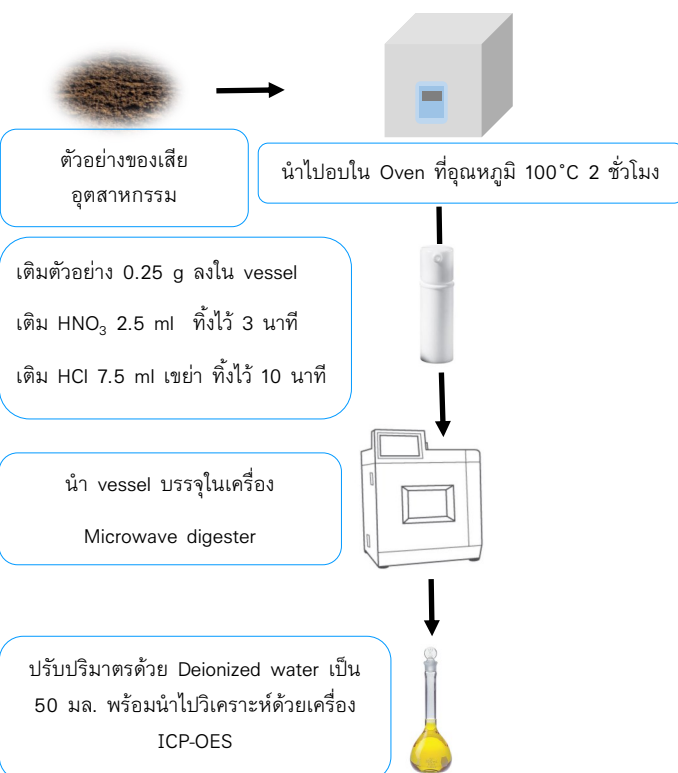 ตัวอย่างของเสีย
อุตสาหกรรม
นำไปอบใน Oven ที่อุณหภูมิ 100°C 2 ชั่วโมง
เติมตัวอย่าง 0.25 g ลงใน vessel
เติม HNO₃ 2.5 ml ทิ้งไว้ 3 นาที
เติม HCl 7.5 ml เขย่า ทิ้งไว้ 10 นาที
นำ vessel บรรจุในเครื่อง
Microwave digester
ปรับปริมาตรด้วย Deionized water เป็น
50 มล. พร้อมนำไปวิเคราะห์ด้วยเครื่อง
ICP-OES